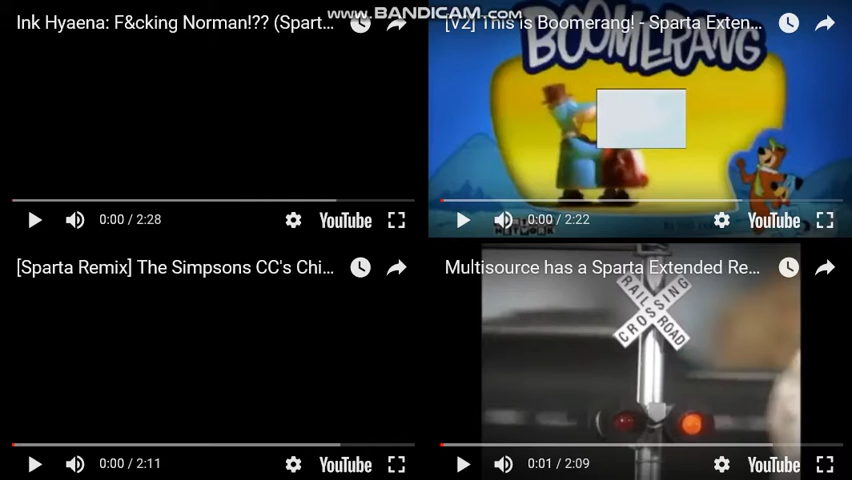 www.BANDICAM.com
Ink Hyaena: F&cking Norman!?? (Spart...
[V2] This is Boomerang! - Sparta Exten...
BOOMERANG
0:00 / 2:28
YouTube
0:00 / 2:22
YouTube
[Sparta Remix] The Simpsons CC's Chi...
Multisource has a Sparta Extended Re...
RAIL ROAD
CROSSING
0:00 / 2:11
YouTube
0:01 / 2:09
YouTube